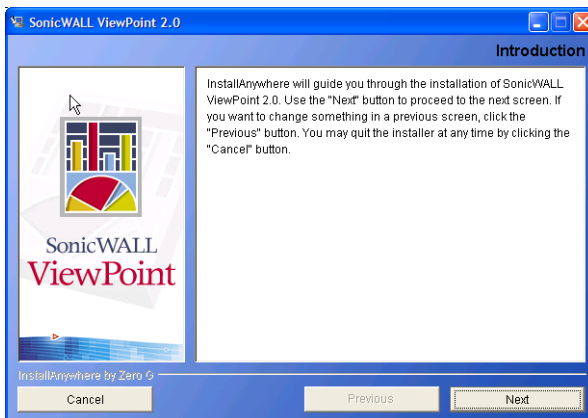 SonicWALL ViewPoint 2.0
Introduction
InstallAnywhere will guide you through the installation of SonicWALL
ViewPoint 2.0. Use the "Next" button to proceed to the next screen. If
you want to change something in a previous screen, click the
"Previous" button. You may quit the installer at any time by clicking the
"Cancel" button.
SonicWALL
ViewPoint
InstallAnywhere by Zero G
Cancel
Previous
Next